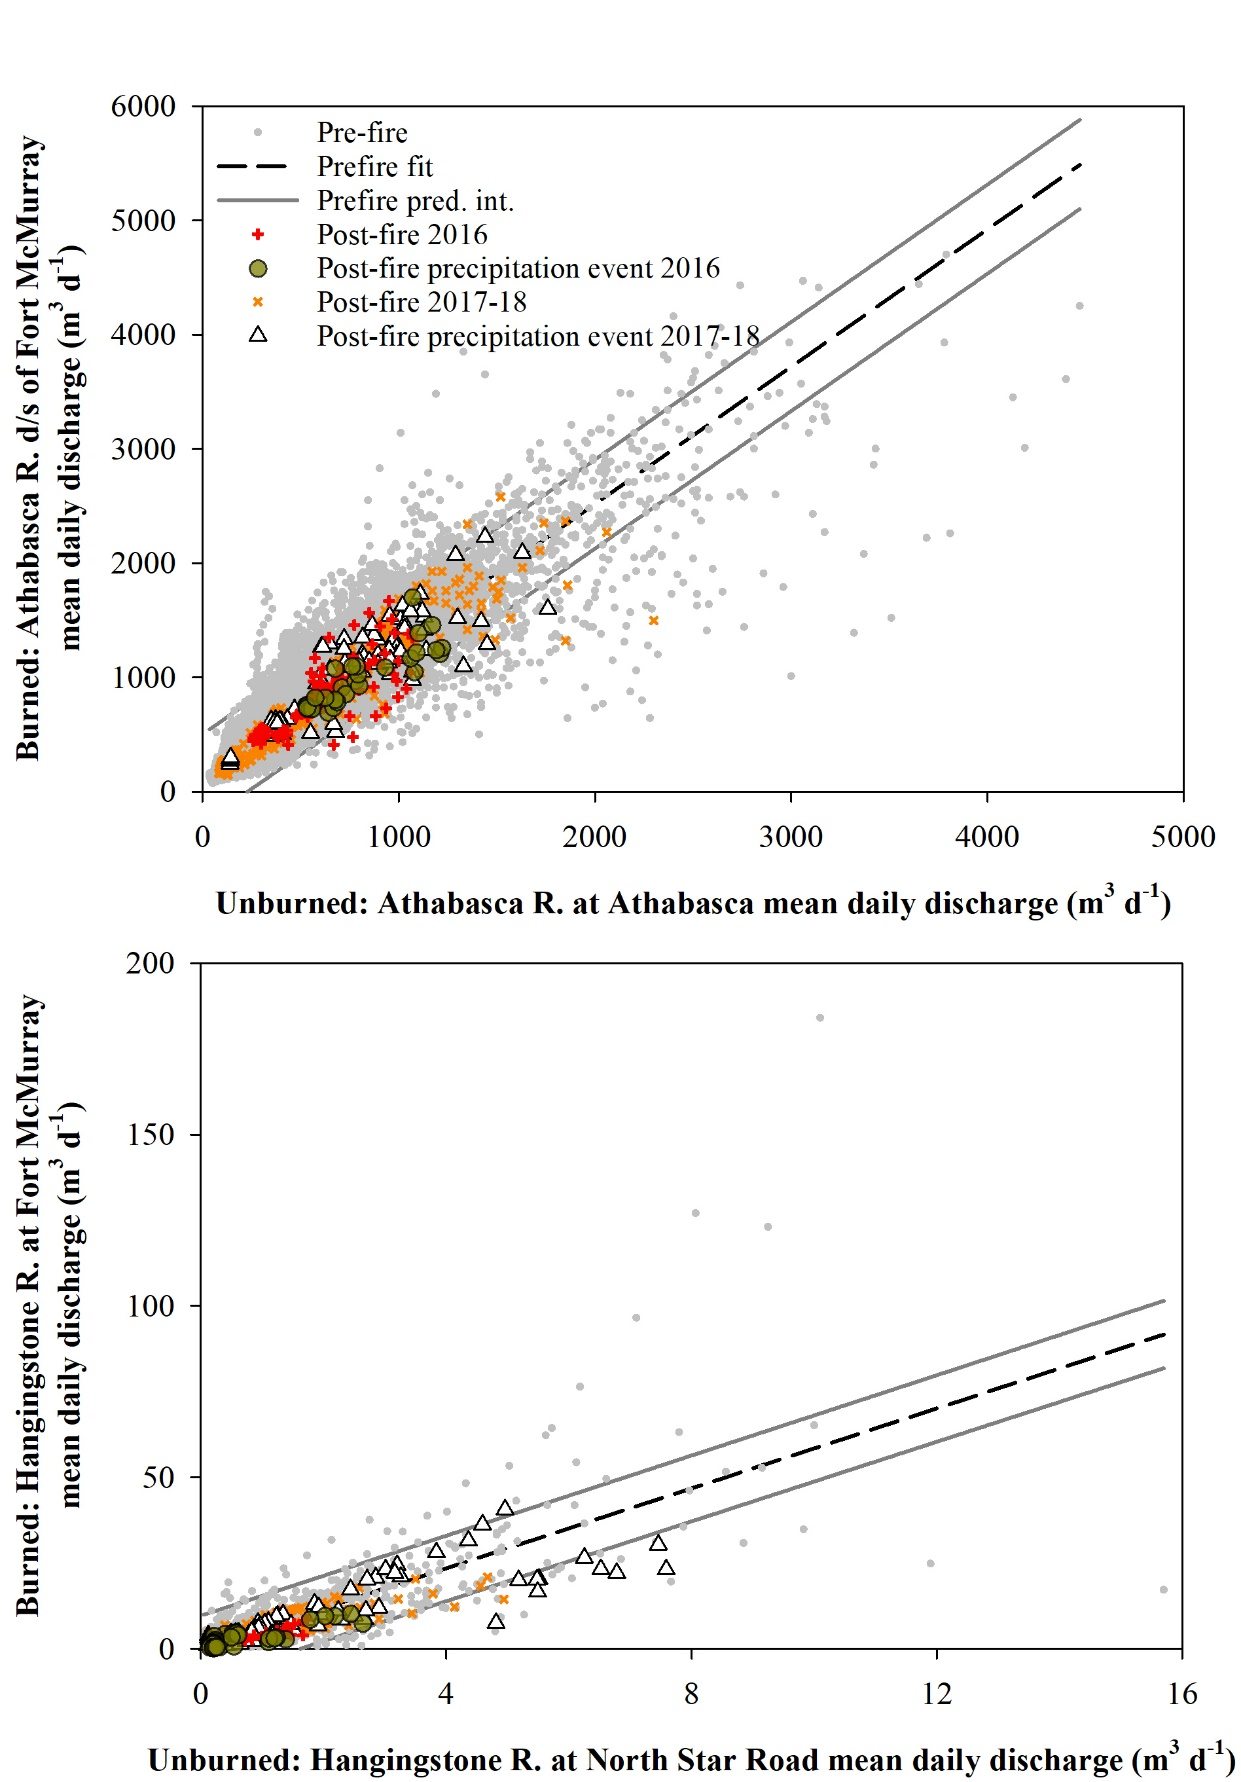 6000
5000
4000
3000
2000
1000
0
Burned: Athabasca R. d/s of Fort McMurray
mean daily discharge (m³ d⁻¹)
Pre-fire
Prefire fit
Prefire pred. int.
Post-fire 2016
Post-fire precipitation event 2016
Post-fire 2017-18
Post-fire precipitation event 2017-18
0 1000 2000 3000 4000 5000
Unburned: Athabasca R. at Athabasca mean daily discharge (m³ d⁻¹)
200
150
100
50
0
Burned: Hangingstone R. at Fort McMurray
mean daily discharge (m³ d⁻¹)
0 4 8 12 16
Unburned: Hangingstone R. at North Star Road mean daily discharge (m³ d⁻¹)